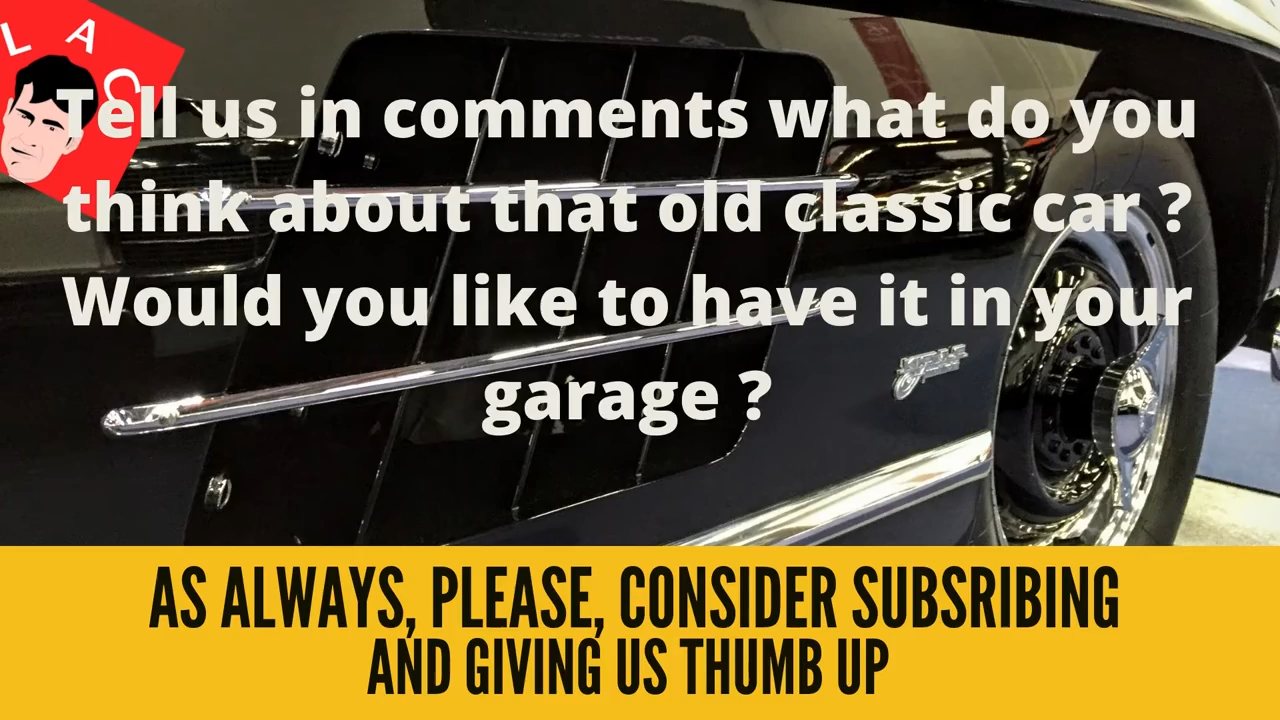 L A C
Tell us in comments what do you
think about that old classic car ?
Would you like to have it in your
garage ?
AS ALWAYS, PLEASE, CONSIDER SUBSRIBING
AND GIVING US THUMB UP